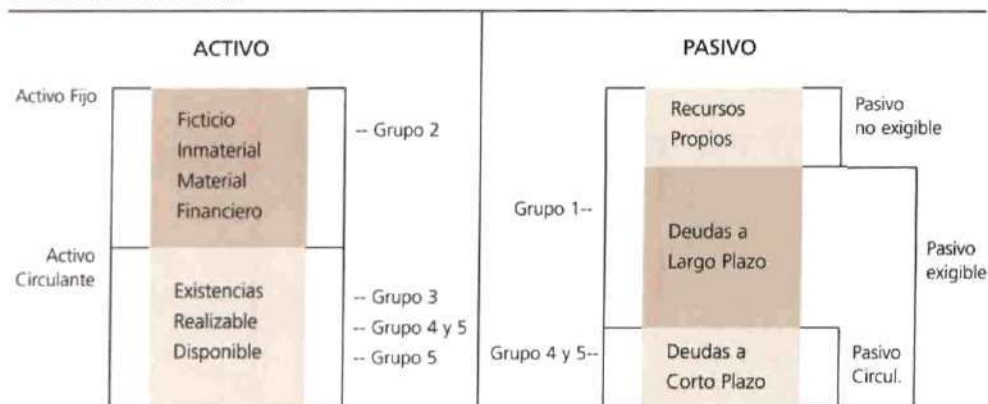 ACTIVO
Activo Fijo
Ficticio
Inmaterial
Material
Financiero
-- Grupo 2
Activo
Circulante
Existencias
Realizable
Disponible
-- Grupo 3
-- Grupo 4 y 5
-- Grupo 5
PASIVO
Recursos
Propios
Pasivo
no exigible
Grupo 1--
Deudas a
Largo Plazo
Pasivo
exigible
Grupo 4 y 5--
Deudas a
Corto Plazo
Pasivo
Circul.